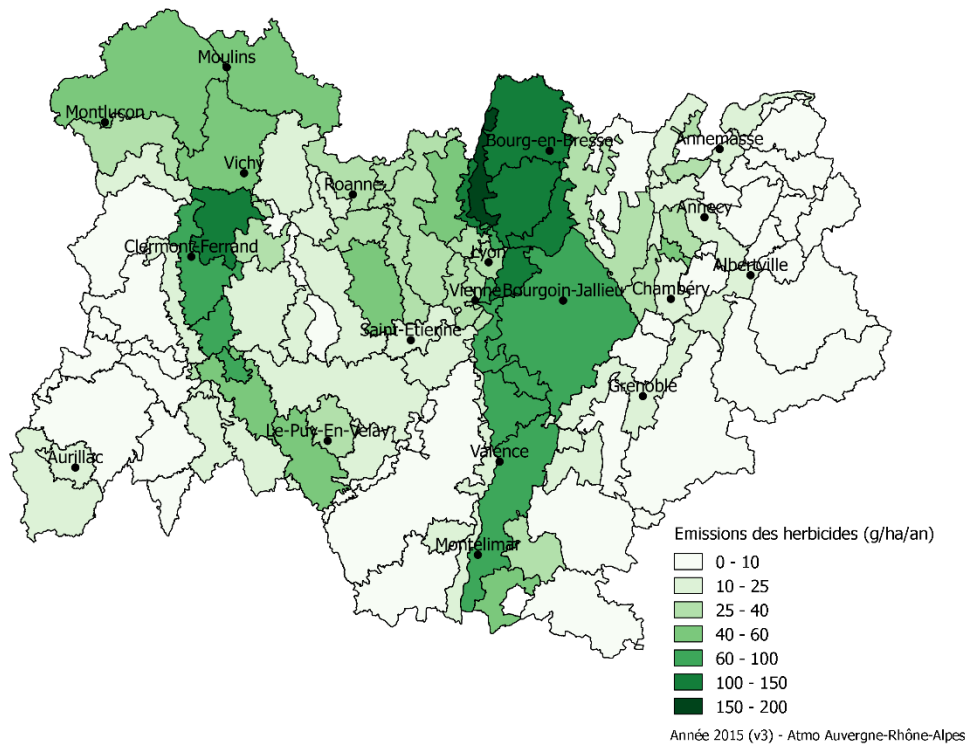 Moulins
Montluçon
Bourg-en-Bresse
Annemasse
Vichy
Roanne
Annecy
Clermont-Ferrand
Lyon
Albertville
Vienne
Bourgoin-Jallieu
Chambéry
Saint-Etienne
Grenoble
Le-Puy-En-Velay
Aurillac
Valence
Montélimar
Emissions des herbicides (g/ha/an)
0 - 10
10 - 25
25 - 40
40 - 60
60 - 100
100 - 150
150 - 200
Année 2015 (v3) - Atmo Auvergne-Rhône-Alpes